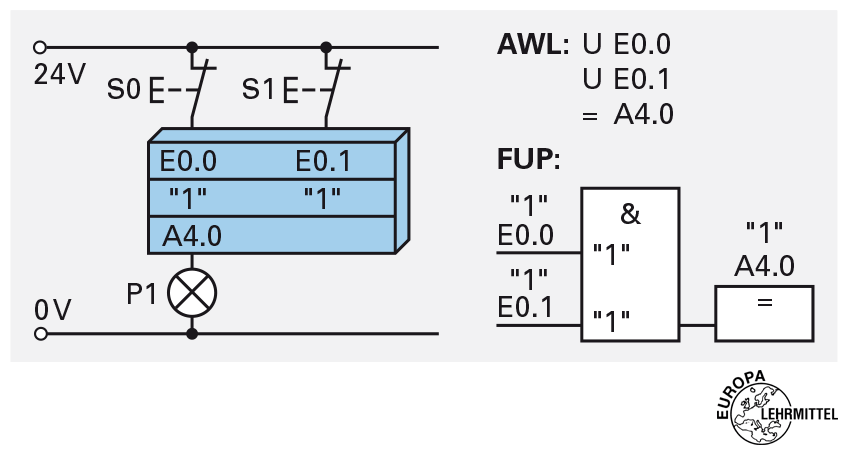 24V
S0
S1
E0.0 E0.1
"1" "1"
A4.0
P1
0V
AWL: U E0.0
U E0.1
= A4.0
FUP:
"1"
E0.0
"1"
E0.1
&
"1"
"1"
"1"
A4.0
=
EUROPA
LEHRMITTEL